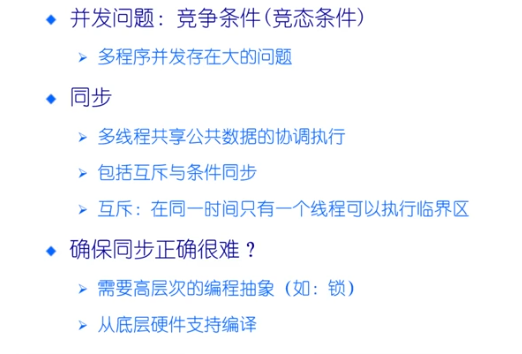 并发问题：竞争条件(竞态条件)
多程序并发存在大的问题
同步
多线程共享公共数据的协调执行
包括互斥与条件同步
互斥：在同一时间只有一个线程可以执行临界区
确保同步正确很难？
需要高层次的编程抽象（如：锁）
从底层硬件支持编译